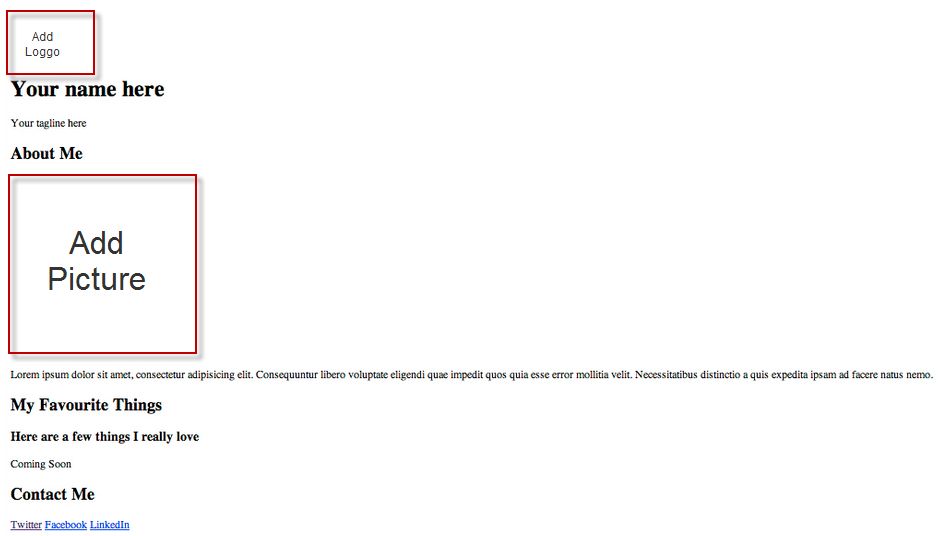 Add
Loggo
Your name here
Your tagline here
About Me
Add
Picture
Lorem ipsum dolor sit amet, consectetur adipisicing elit. Consequuntur libero voluptate eligendi quae impedit quos quia esse error mollitia velit. Necessitatibus distinctio a quis expedita ipsam ad facere natus nemo.
My Favourite Things
Here are a few things I really love
Coming Soon
Contact Me
Twitter Facebook LinkedIn